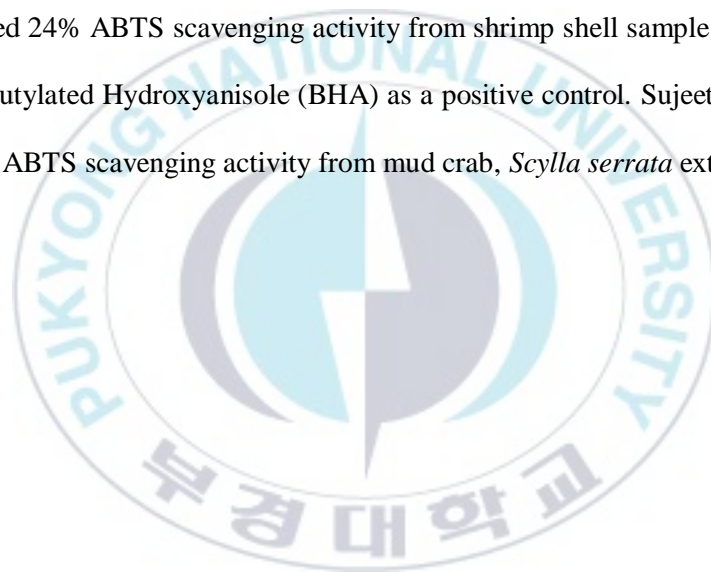 ed 24% ABTS scavenging activity from shrimp shell sample
utylated Hydroxyanisole (BHA) as a positive control. Sujeet
ABTS scavenging activity from mud crab, Scylla serrata ext
PUKYONG NATIONAL UNIVERSITY
부경대학교